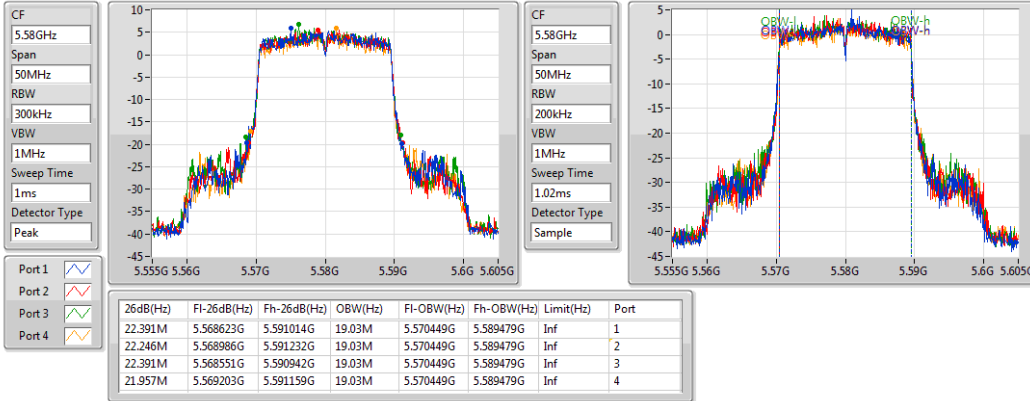 CF
5.58GHz
Span
50MHz
RBW
300kHz
VBW
1MHz
Sweep Time
1ms
Detector Type
Peak
Port 1
Port 2
Port 3
Port 4
10
5
0
-5
-10
-15
-20
-25
-30
-35
-40
-45
5.555G 5.56G 5.57G 5.58G 5.59G 5.6G 5.605G
CF
5.58GHz
Span
50MHz
RBW
200kHz
VBW
1MHz
Sweep Time
1.02ms
Detector Type
Sample
5
0
-5
-10
-15
-20
-25
-30
-35
-40
-45
OBW-l OBW-h
OBW-h
5.555G 5.56G 5.57G 5.58G 5.59G 5.6G 5.605G
26dB(Hz) Fl-26dB(Hz) Fh-26dB(Hz) OBW(Hz) Fl-OBW(Hz) Fh-OBW(Hz) Limit(Hz) Port
22.391M 5.568623G 5.591014G 19.03M 5.570449G 5.589479G Inf 1
22.246M 5.568986G 5.591232G 19.03M 5.570449G 5.589479G Inf 2
22.391M 5.568551G 5.590942G 19.03M 5.570449G 5.589479G Inf 3
21.957M 5.569203G 5.591159G 19.03M 5.570449G 5.589479G Inf 4